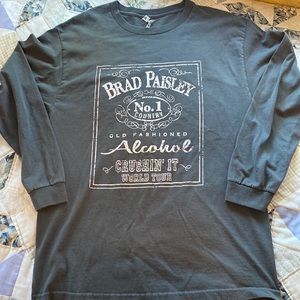 BRAD PAISLEY
No.1
COUNTRY
OLD FASHIONED
Alcohol
CRUSHIN' IT
WORLD TOUR